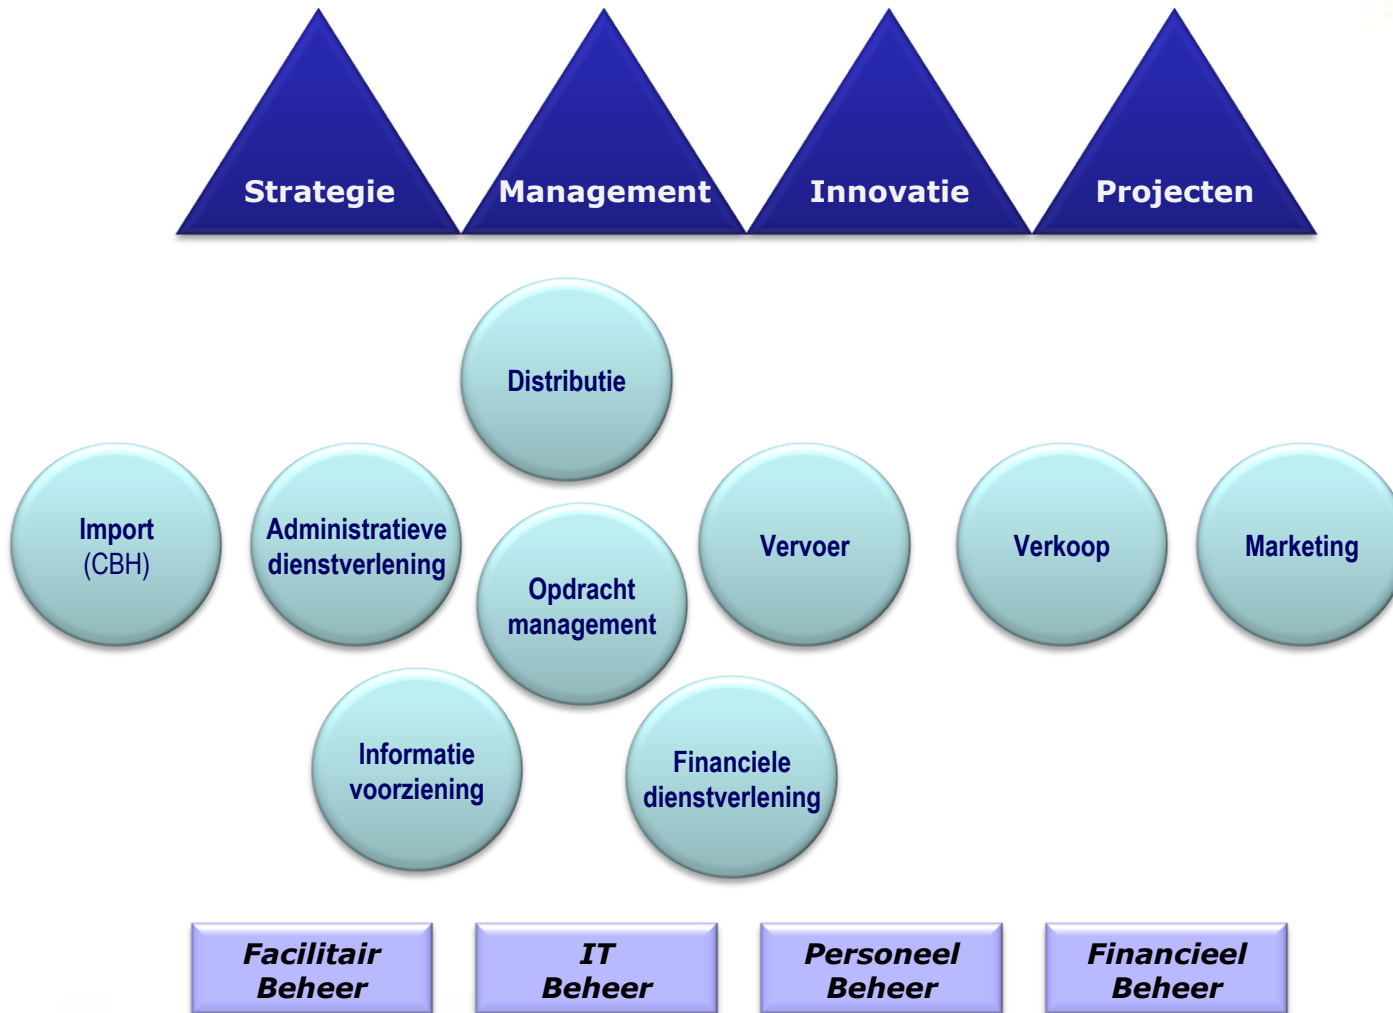 Strategie
Management
Innovatie
Projecten
Distributie
Import
(CBH)
Administratieve
dienstverlening
Opdracht
management
Vervoer
Verkoop
Marketing
Informatie
voorziening
Financiele
dienstverlening
Facilitair
Beheer
IT
Beheer
Personeel
Beheer
Financieel
Beheer